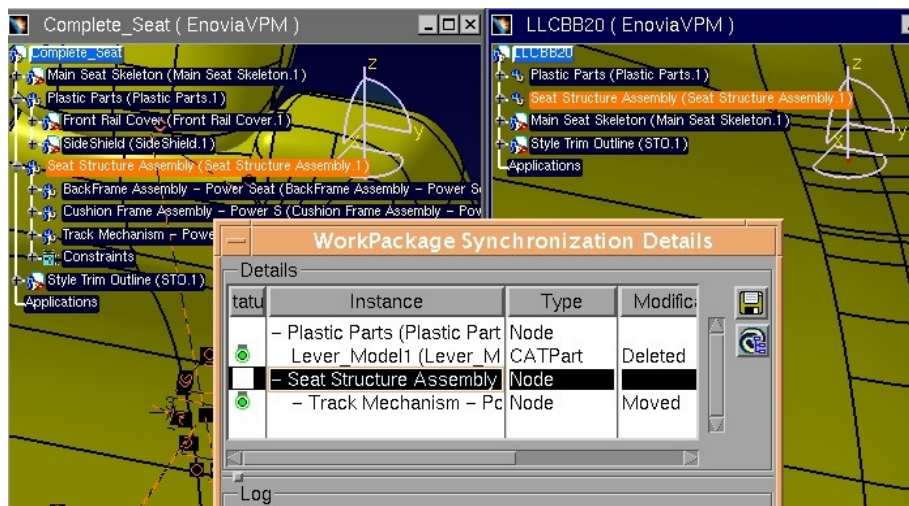 Complete_Seat ( EnoviaVPM )
Complete_Seat
Main Seat Skeleton (Main Seat Skeleton.1)
Plastic Parts (Plastic Parts.1)
Front Rail Cover (Front Rail Cover.1)
SideShield (SideShield.1)
Seat Structure Assembly (Seat Structure Assembly.1)
BackFrame Assembly – Power Seat (BackFrame Assembly – Power Se
Cushion Frame Assembly – Power S (Cushion Frame Assembly – Pow
Track Mechanism – Powe
Constraints
Style Trim Outline (STO.1)
Applications
z
y
LLCBB20 ( EnoviaVPM )
LLCBB20
Plastic Parts (Plastic Parts.1)
Seat Structure Assembly (Seat Structure Assembly.1)
Main Seat Skeleton (Main Seat Skeleton.1)
Style Trim Outline (STO.1)
Applications
z
y
WorkPackage Synchronization Details
Details
tatu Instance Type Modifica
– Plastic Parts (Plastic Part Node
Lever_Model1 (Lever_M CATPart Deleted
– Seat Structure Assembly Node
– Track Mechanism – Pc Node Moved
Log